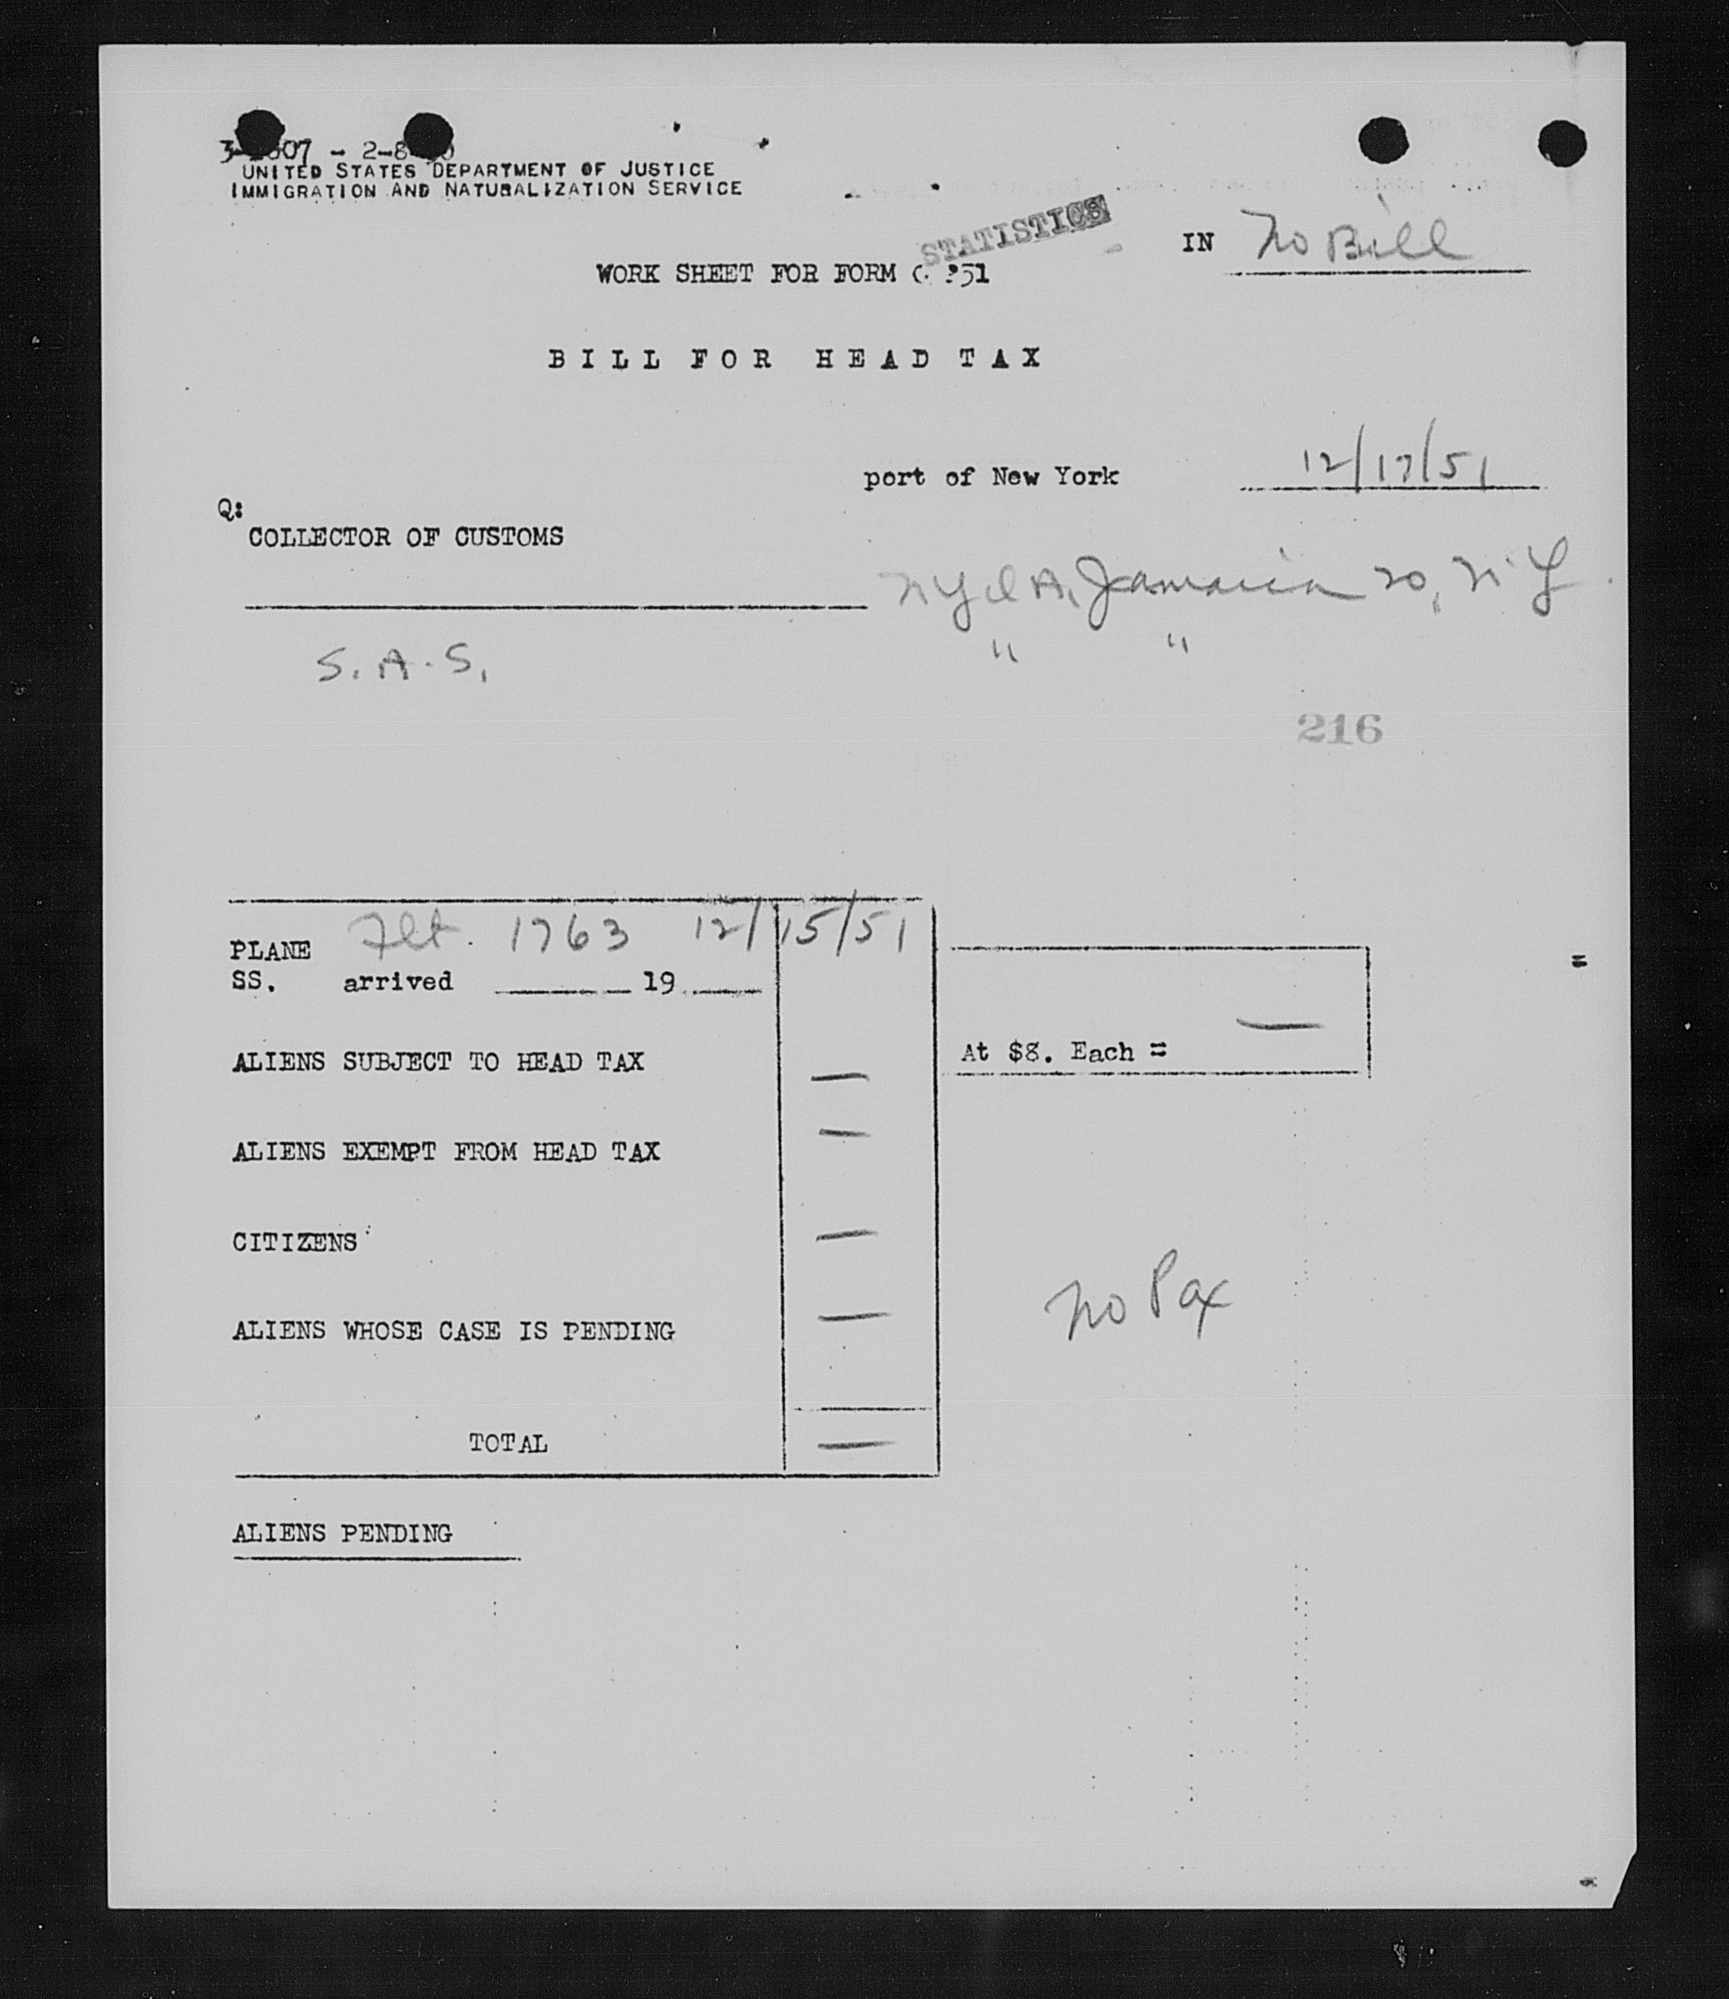 UNITED STATES DEPARTMENT OF JUSTICE
IMMIGRATION AND NATURALIZATION SERVICE
STATISTICS
IN No Bill
WORK SHEET FOR FORM
BILL FOR HEAD TAX
port of New York 12/17/51
Q:
COLLECTOR OF CUSTOMS
N Y I A, Jamaica 20, N Y
" "
S. A. S.
216
PLANE Flt. 1763 12/15/51
SS. arrived 19
ALIENS SUBJECT TO HEAD TAX —
At $8. Each = —
ALIENS EXEMPT FROM HEAD TAX —
CITIZENS —
No Pax
ALIENS WHOSE CASE IS PENDING —
TOTAL —
ALIENS PENDING